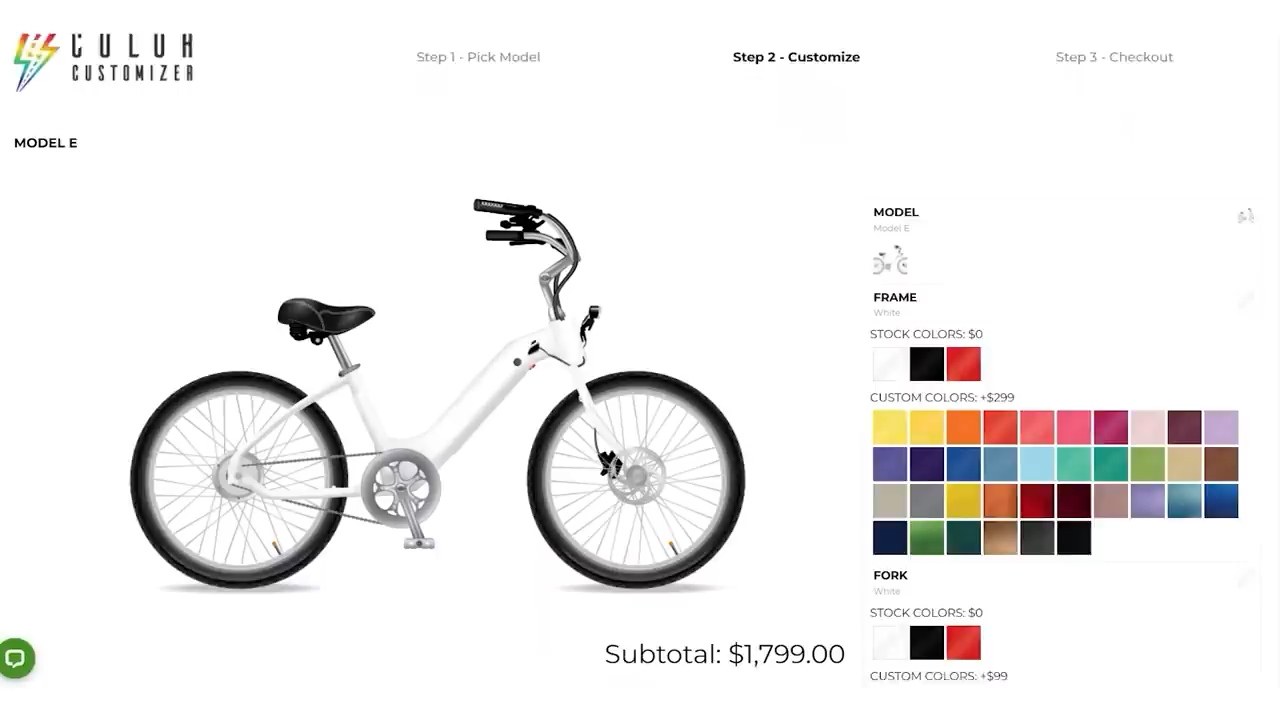 CULUR
CUSTOMIZER
Step 1 - Pick Model
Step 2 - Customize
Step 3 - Checkout
MODEL E
MODEL
Model E
FRAME
White
STOCK COLORS: $0
CUSTOM COLORS: +$299
FORK
White
STOCK COLORS: $0
CUSTOM COLORS: +$99
Subtotal: $1,799.00